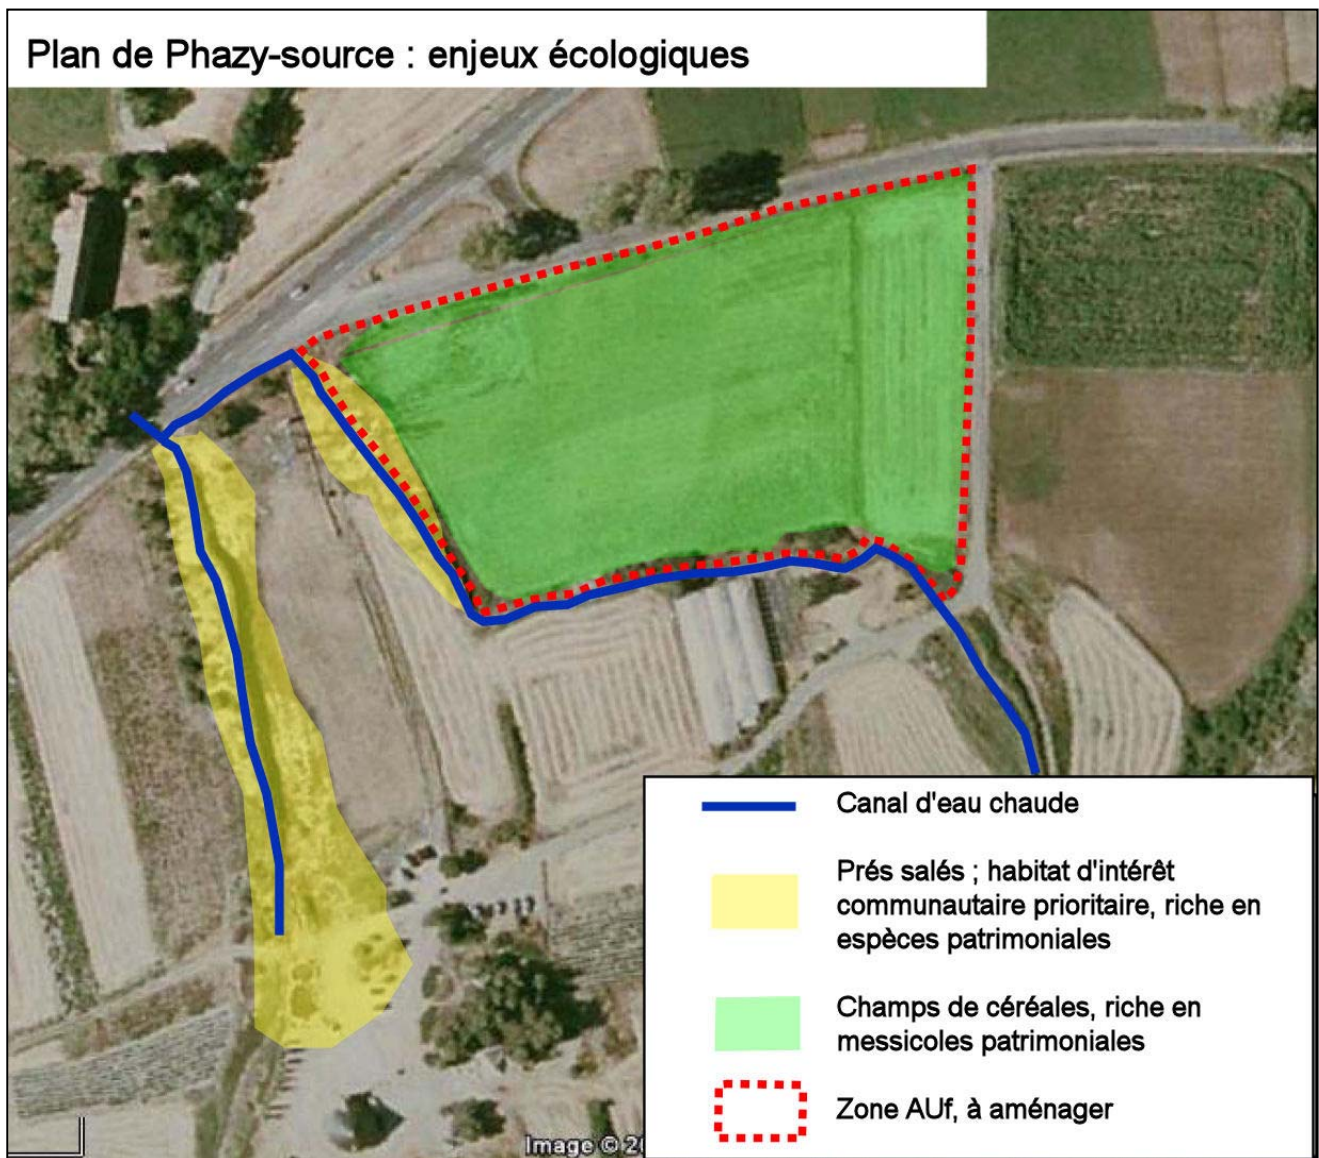 Plan de Phazy-source : enjeux écologiques
Canal d'eau chaude
Prés salés ; habitat d'intérêt
communautaire prioritaire, riche en
espèces patrimoniales
Champs de céréales, riche en
messicoles patrimoniales
Zone AUf, à aménager
Image ©